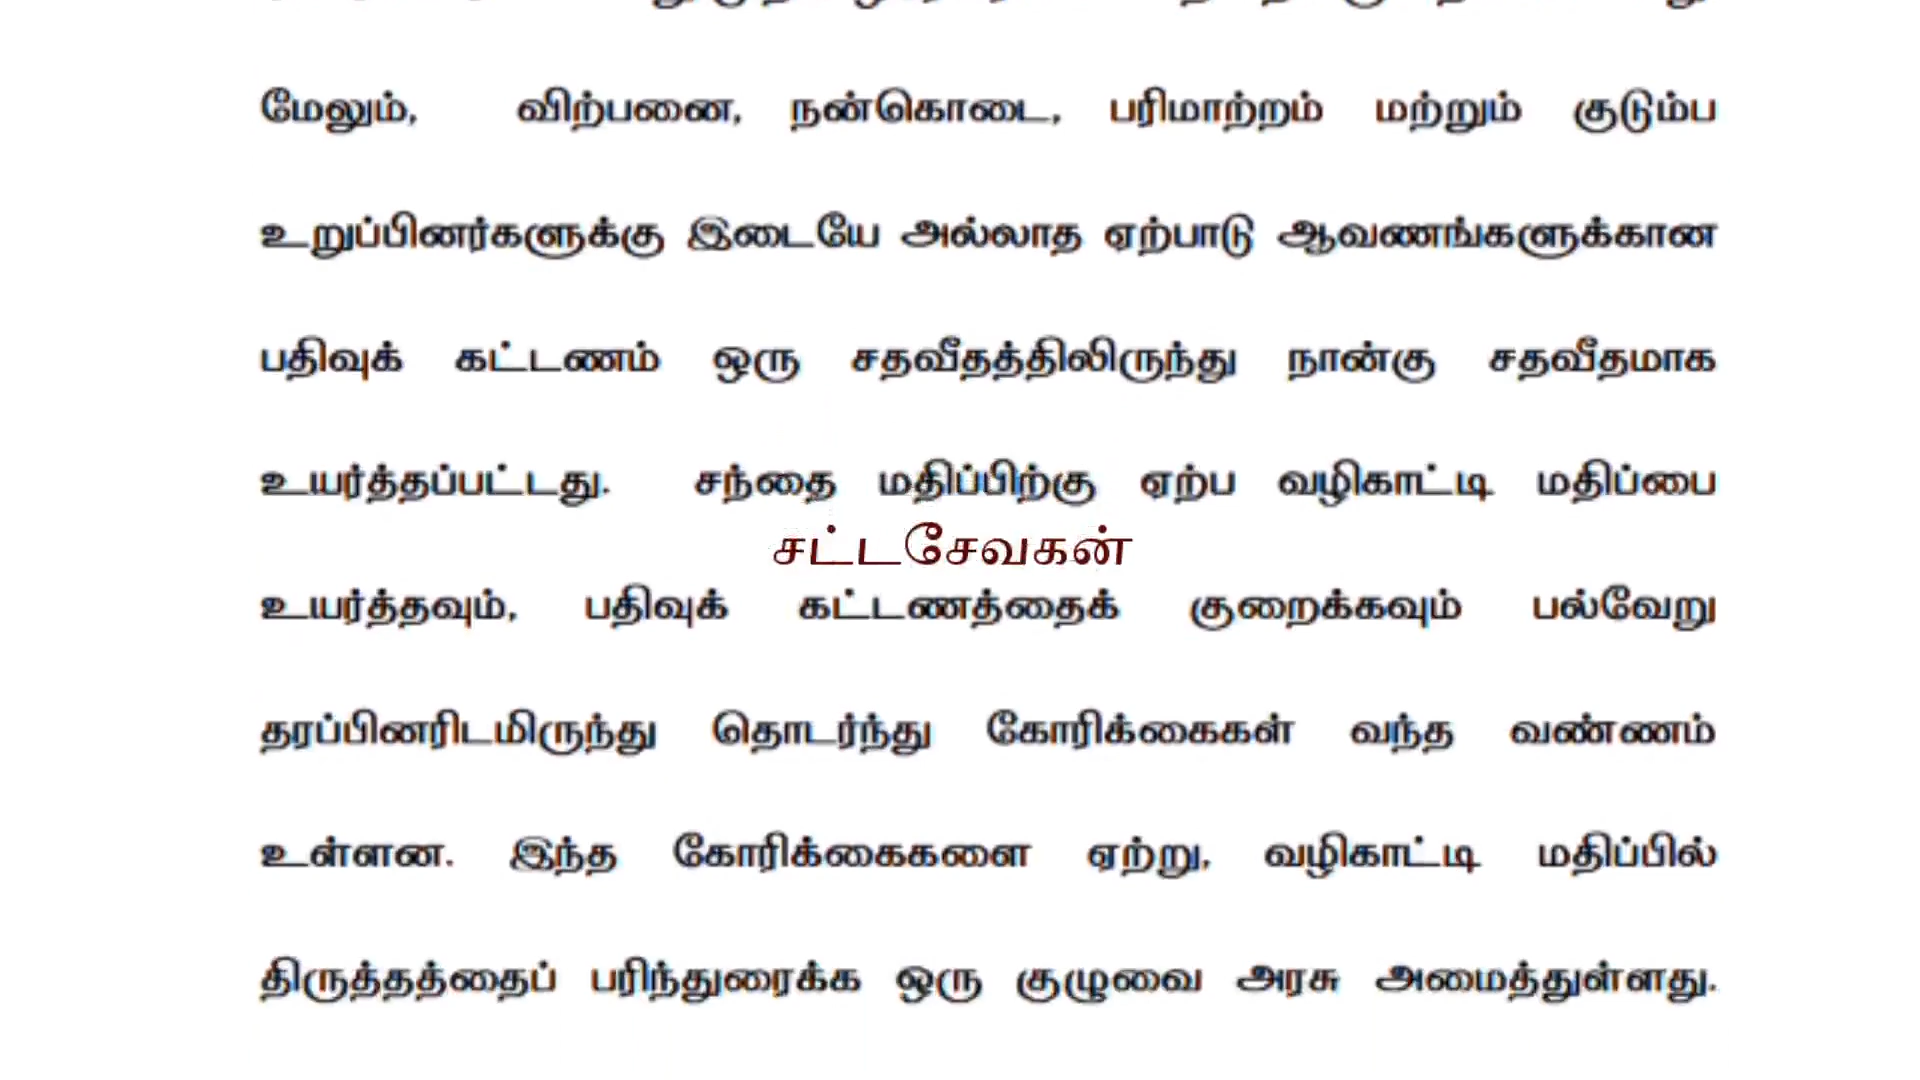 மேலும், விற்பனை, நன்கொடை, பரிமாற்றம் மற்றும் குடும்ப
உறுப்பினர்களுக்கு இடையே அல்லாத ஏற்பாடு ஆவணங்களுக்கான
பதிவுக் கட்டணம் ஒரு சதவீதத்திலிருந்து நான்கு சதவீதமாக
உயர்த்தப்பட்டது. சந்தை மதிப்பிற்கு ஏற்ப வழிகாட்டி மதிப்பை
சட்டசேவகன்
உயர்த்தவும், பதிவுக் கட்டணத்தைக் குறைக்கவும் பல்வேறு
தரப்பினரிடமிருந்து தொடர்ந்து கோரிக்கைகள் வந்த வண்ணம்
உள்ளன. இந்த கோரிக்கைகளை ஏற்று, வழிகாட்டி மதிப்பில்
திருத்தத்தைப் பரிந்துரைக்க ஒரு குழுவை அரசு அமைத்துள்ளது.